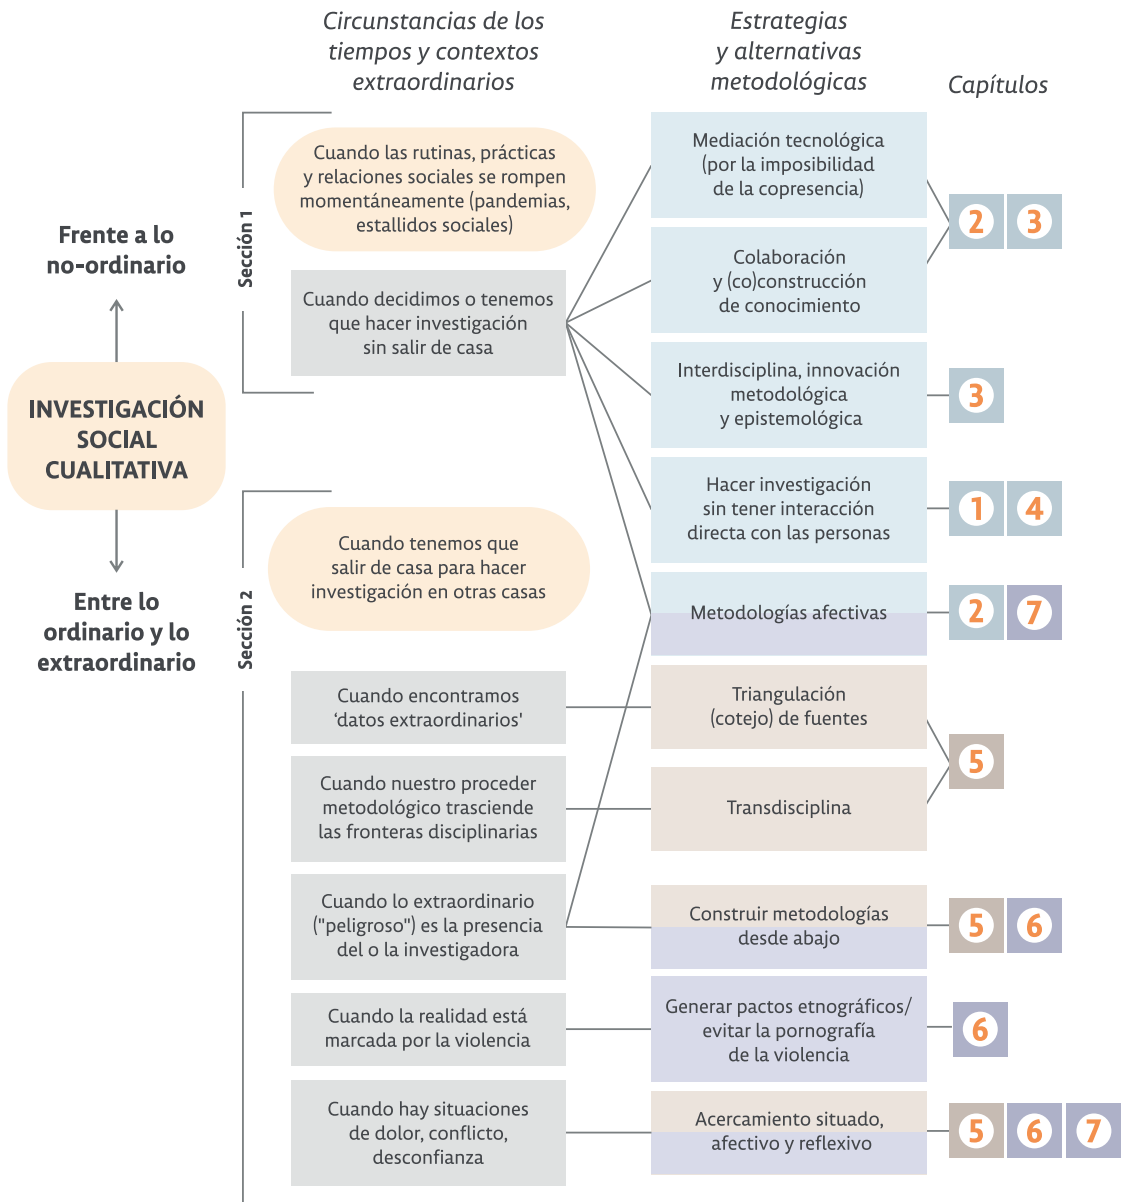 Circunstancias de los
tiempos y contextos
extraordinarios
Estrategias
y alternativas
metodológicas
Capítulos
Frente a lo
no-ordinario
INVESTIGACIÓN
SOCIAL
CUALITATIVA
Entre lo
ordinario y lo
extraordinario
Sección 1
Cuando las rutinas, prácticas
y relaciones sociales se rompen
momentáneamente (pandemias,
estallidos sociales)
Cuando decidimos o tenemos
que hacer investigación
sin salir de casa
Sección 2
Cuando tenemos que
salir de casa para hacer
investigación en otras casas
Cuando encontramos
‘datos extraordinarios'
Cuando nuestro proceder
metodológico trasciende
las fronteras disciplinarias
Cuando lo extraordinario
("peligroso") es la presencia
del o la investigadora
Cuando la realidad está
marcada por la violencia
Cuando hay situaciones
de dolor, conflicto,
desconfianza
Mediación tecnológica
(por la imposibilidad
de la copresencia)
Colaboración
y (co)construcción
de conocimiento
2 3
Interdisciplina, innovación
metodológica
y epistemológica
3
Hacer investigación
sin tener interacción
directa con las personas
1 4
Metodologías afectivas
2 7
Triangulación
(cotejo) de fuentes
Transdisciplina
5
Construir metodologías
desde abajo
5 6
Generar pactos etnográficos/
evitar la pornografía
de la violencia
6
Acercamiento situado,
afectivo y reflexivo
5 6 7